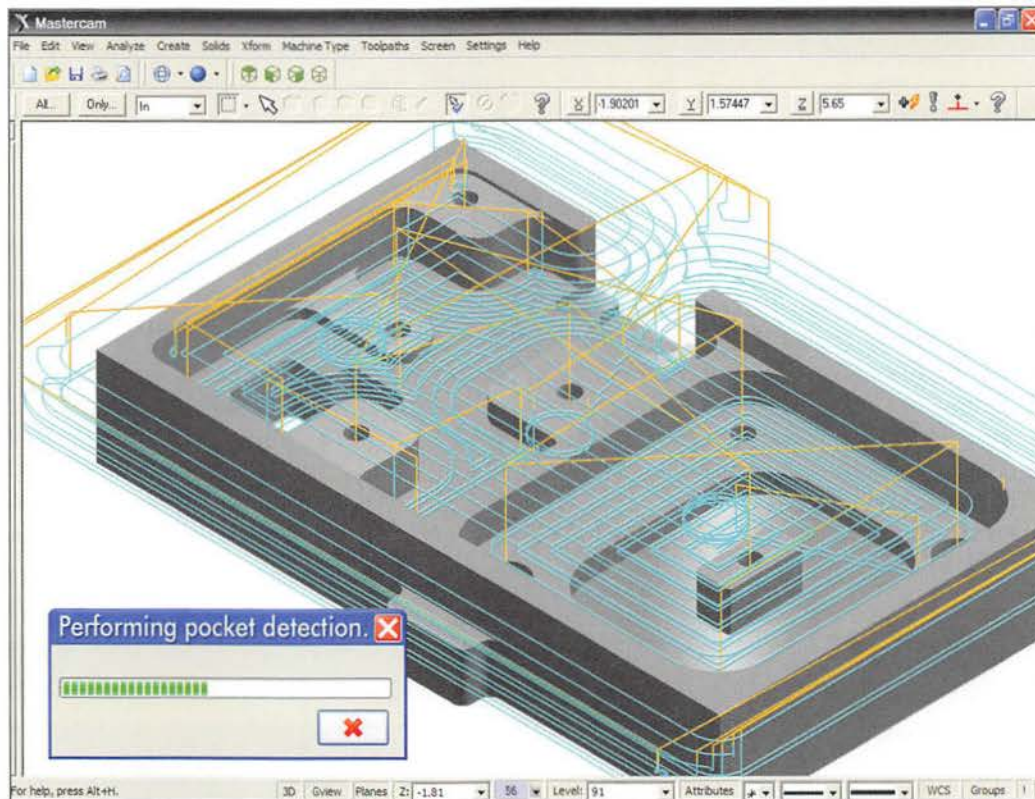 Mastercam
File Edit View Analyze Create Solids Xform Machine Type Toolpaths Screen Settings Help
All... Only... In X -1.90201 Y 1.57447 Z 5.65
Performing pocket detection.
For help, press Alt+H. 3D Gview Planes Z: -1.81 56 Level: 91 Attributes WCS Groups